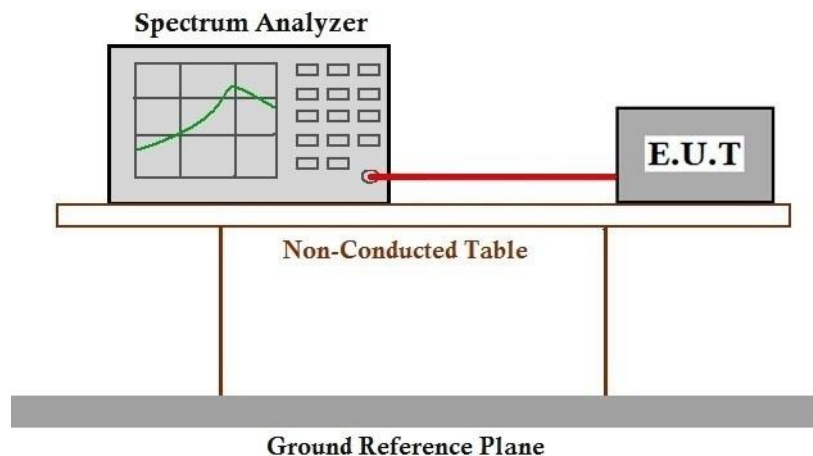 Spectrum Analyzer
E.U.T
Non-Conducted Table
Ground Reference Plane